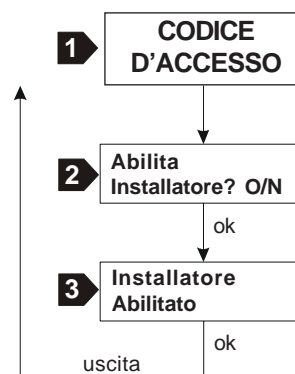 1
CODICE
D'ACCESSO
2
Abilita
Installatore? O/N
ok
3
Installatore
Abilitato
ok
uscita